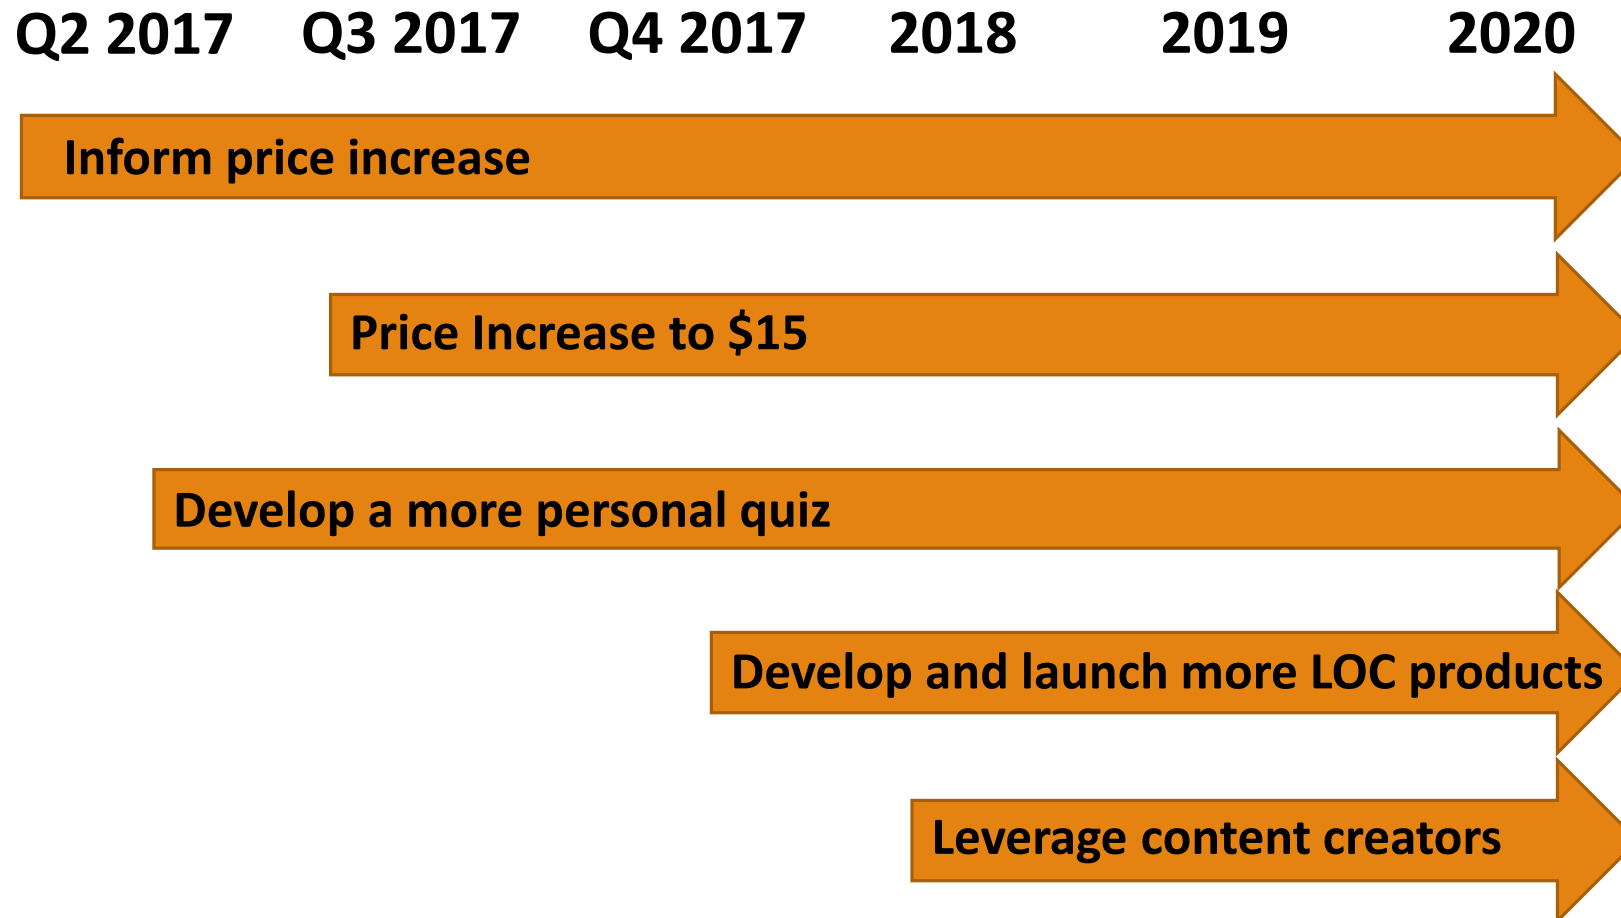 Q2 2017 Q3 2017 Q4 2017 2018 2019 2020
Inform price increase
Price Increase to $15
Develop a more personal quiz
Develop and launch more LOC products
Leverage content creators